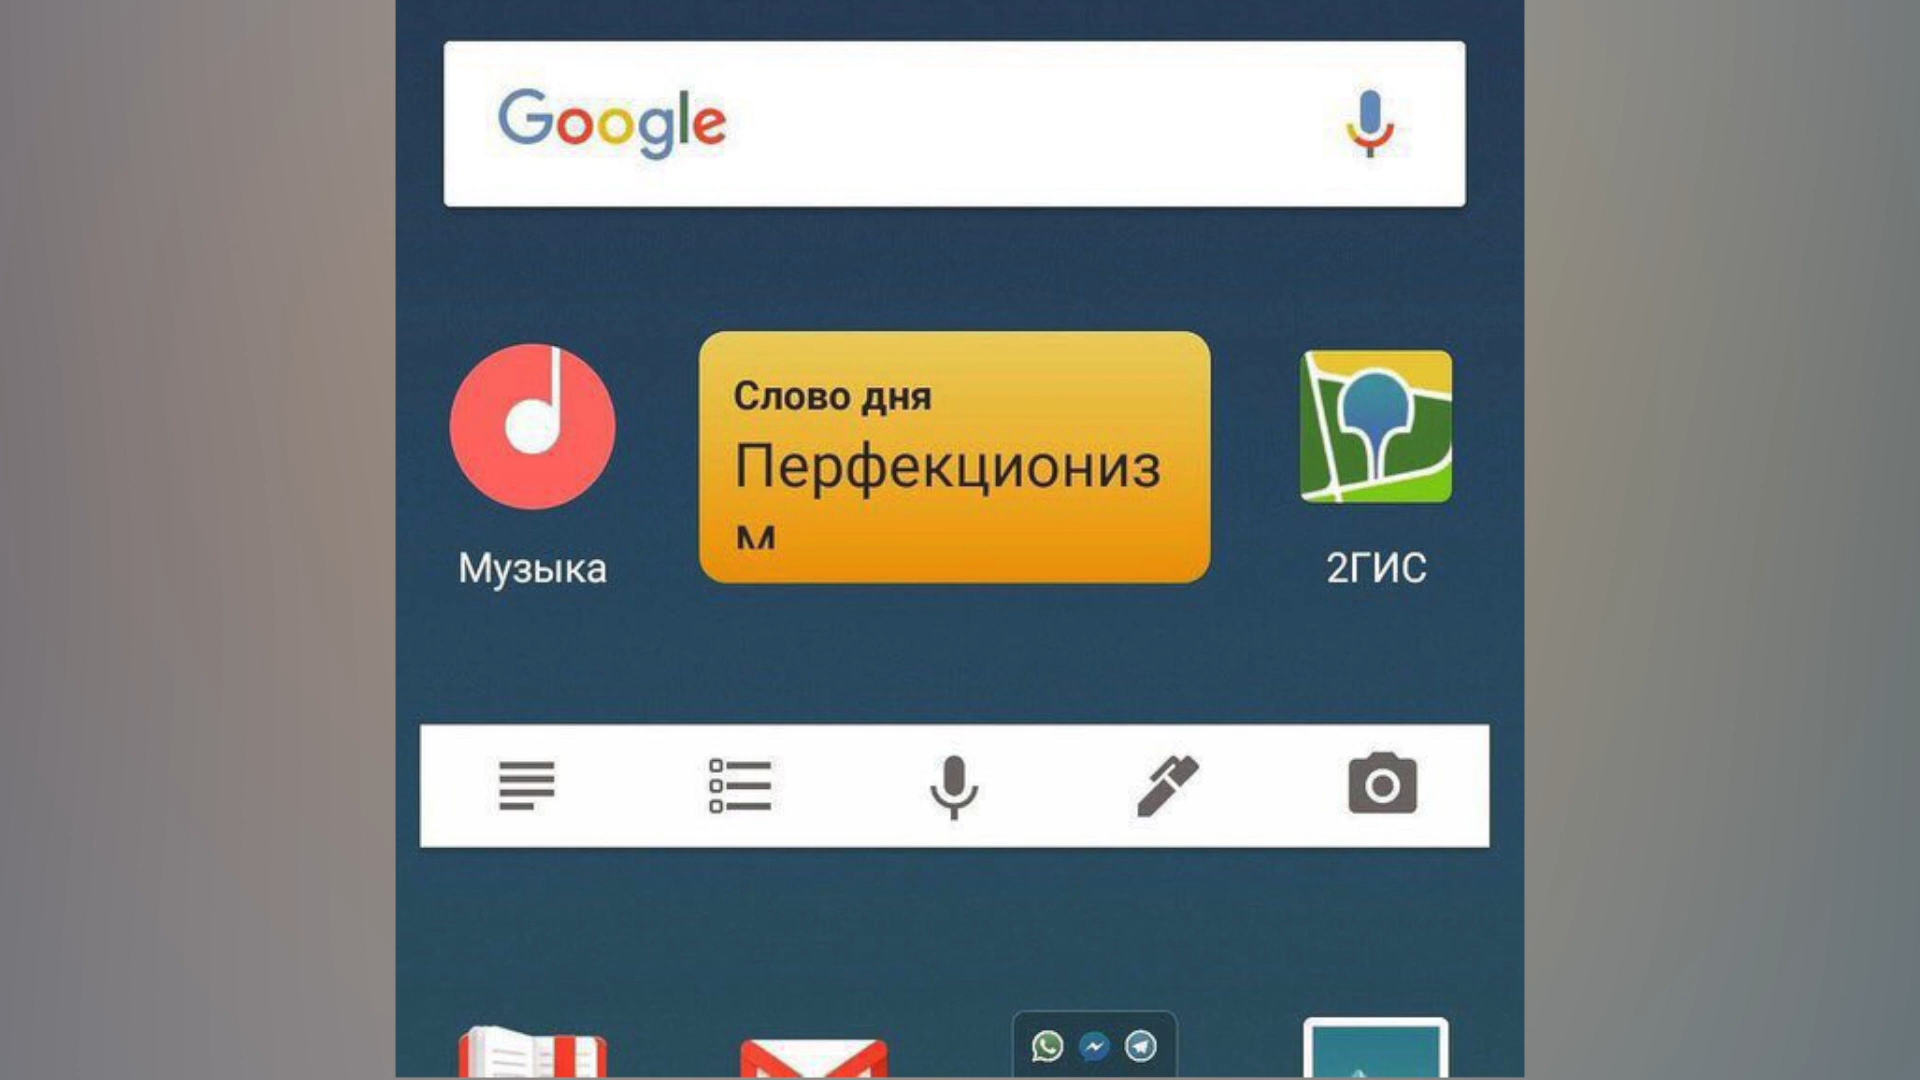 Google
Слово дня
Перфекциониз
м
Музыка
2ГИС